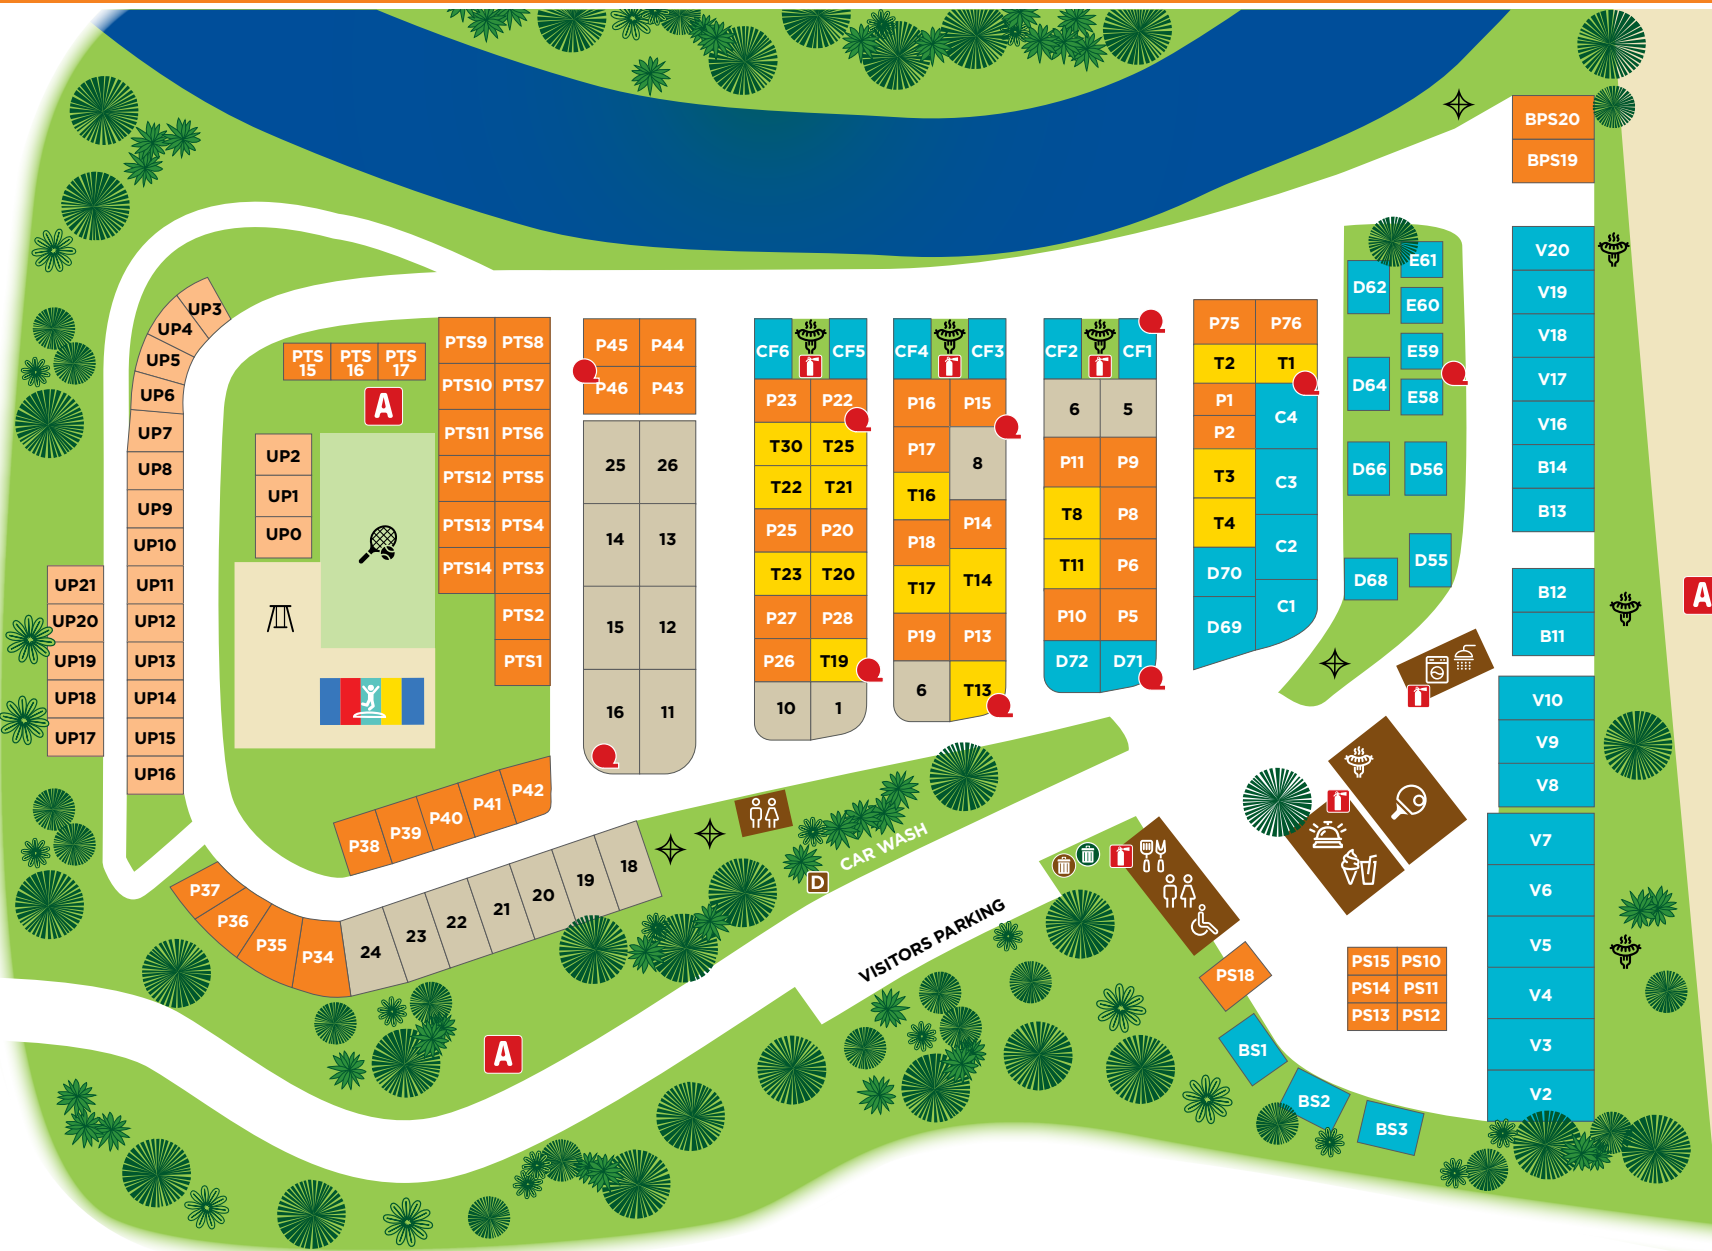 BPS20
BPS19
V20
V19
V18
V17
V16
B14
B13
B12
B11
V10
V9
V8
V7
V6
V5
V4
V3
V2
E61
D62
E60
E59
D64
E58
D66
D56
D55
D68
P75
P76
T2
T1
P1
C4
P2
T3
C3
T4
C2
D70
C1
D69
CF2
CF1
6
5
P11
P9
T8
P8
T11
P6
P10
P5
D72
D71
CF4
CF3
P16
P15
P17
8
T16
P14
P18
T14
T17
P19
P13
6
T13
CF6
CF5
P23
P22
T30
T25
T22
T21
P25
P20
T23
T20
P27
P28
P26
T19
10
1
P45
P44
P46
P43
25
26
14
13
15
12
16
11
PTS9
PTS8
PTS10
PTS7
PTS11
PTS6
PTS12
PTS5
PTS13
PTS4
PTS14
PTS3
PTS2
PTS1
PTS
15
PTS
16
PTS
17
A
UP2
UP1
UP0
UP3
UP4
UP5
UP6
UP7
UP8
UP9
UP10
UP11
UP12
UP13
UP14
UP15
UP16
UP21
UP20
UP19
UP18
UP17
P42
P41
P40
P39
P38
P37
P36
P35
P34
24
23
22
21
20
19
18
CAR WASH
D
VISITORS PARKING
A
A
PS18
PS15
PS10
PS14
PS11
PS13
PS12
BS1
BS2
BS3